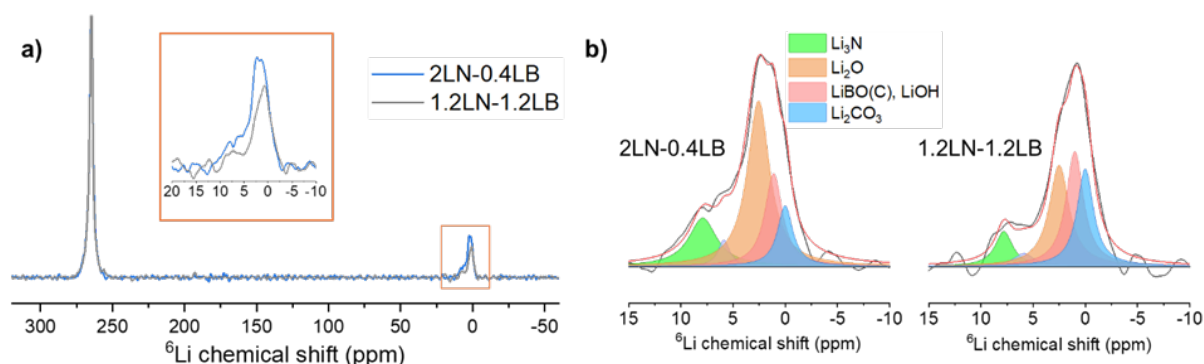 a)
2LN-0.4LB
1.2LN-1.2LB
20 15 10 5 0 -5 -10
300 250 200 150 100 50 0 -50
⁶Li chemical shift (ppm)
b)
Li₃N
Li₂O
LiBO(C), LiOH
Li₂CO₃
2LN-0.4LB
1.2LN-1.2LB
15 10 5 0 -5 -10
15 10 5 0 -5 -10
⁶Li chemical shift (ppm)
⁶Li chemical shift (ppm)